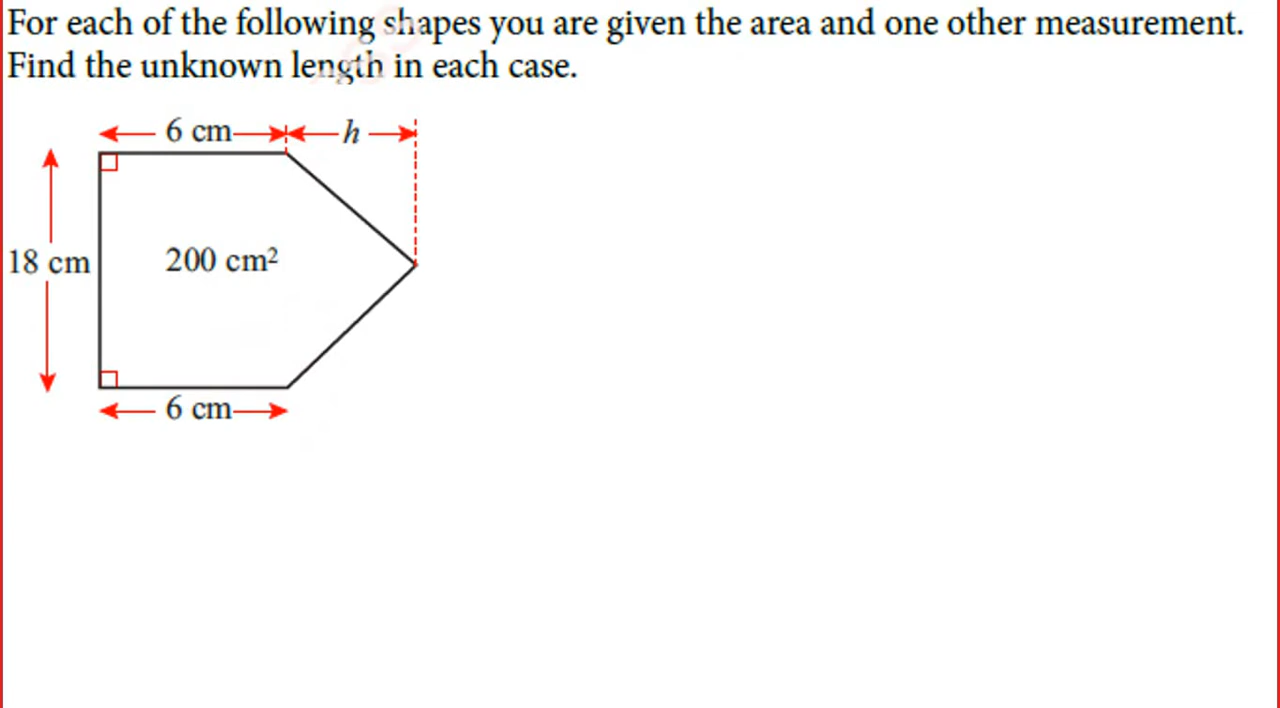 For each of the following shapes you are given the area and one other measurement.
Find the unknown length in each case.
6 cm h
18 cm 200 cm²
6 cm